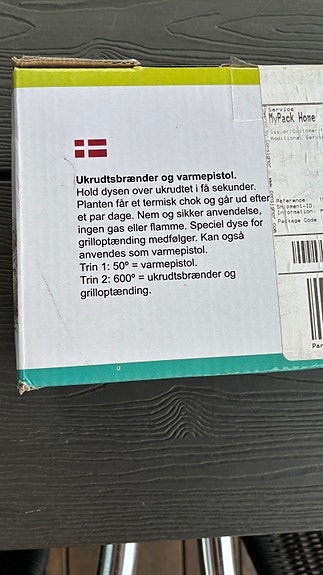 Ukrudtsbrænder og varmepistol.
Hold dysen over ukrudtet i få sekunder.
Planten får et termisk chok og går ud efter
et par dage. Nem og sikker anvendelse,
ingen gas eller flamme. Speciel dyse for
grilloptænding medfølger. Kan også
anvendes som varmepistol.
Trin 1: 50° = varmepistol.
Trin 2: 600° = ukrudtsbrænder og
grilloptænding.
Service
MyPack Home
Reference:
Shipment-ID:
Information
Package Code
Par